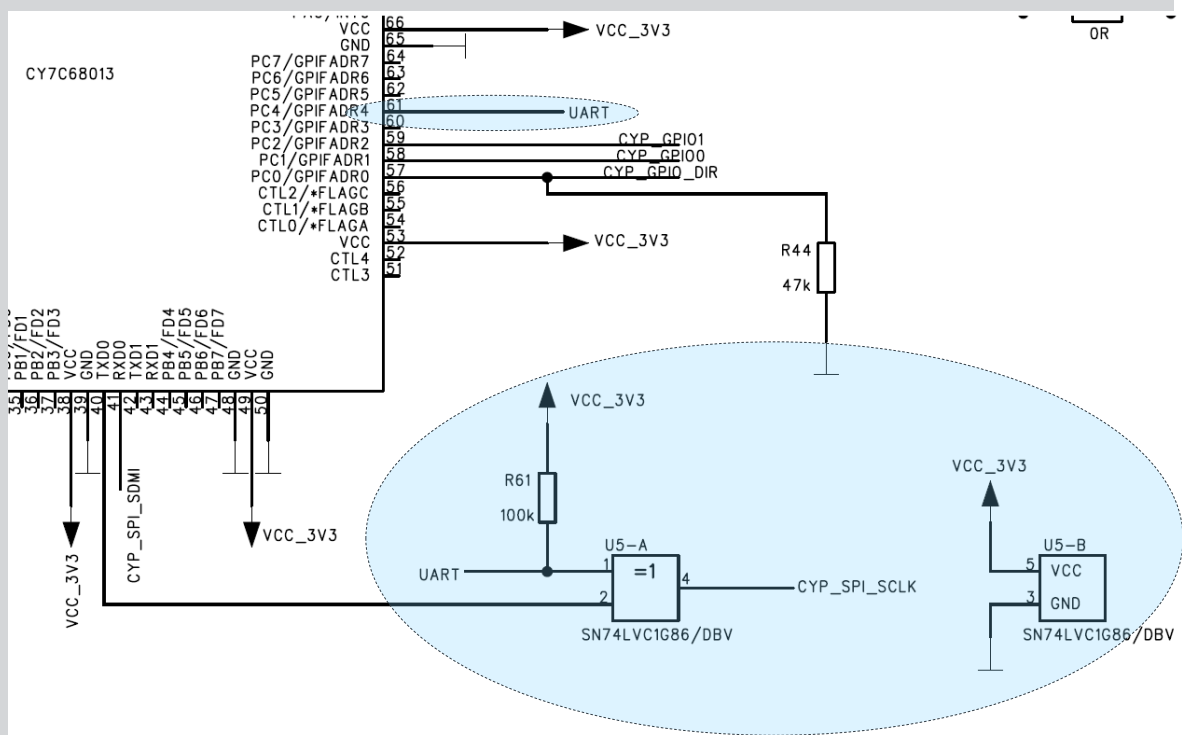 66
VCC
VCC_3V3
65
GND
0R
CY7C68013
64
PC7/GPIFADR7
63
PC6/GPIFADR6
62
PC5/GPIFADR5
61
PC4/GPIFADR4
UART
60
PC3/GPIFADR3
59
PC2/GPIFADR2
CYP_GPIO1
58
PC1/GPIFADR1
CYP_GPIO0
57
PC0/GPIFADR0
CYP_GPIO_DIR
56
CTL2/*FLAGC
55
CTL1/*FLAGB
54
CTL0/*FLAGA
53
VCC
VCC_3V3
52
CTL4
51
CTL3
R44
47k
PB1/FD1
PB2/FD2
PB3/FD3
VCC
GND
TXD0
RXD0
TXD1
RXD1
PB4/FD4
PB5/FD5
PB6/FD6
PB7/FD7
GND
VCC
GND
35
36
37
38
39
40
41
42
43
44
45
46
47
48
49
50
VCC_3V3
CYP_SPI_SDMI
VCC_3V3
VCC_3V3
R61
100k
UART
1
2
U5-A
=1
4
CYP_SPI_SCLK
SN74LVC1G86/DBV
VCC_3V3
U5-B
5
VCC
3
GND
SN74LVC1G86/DBV